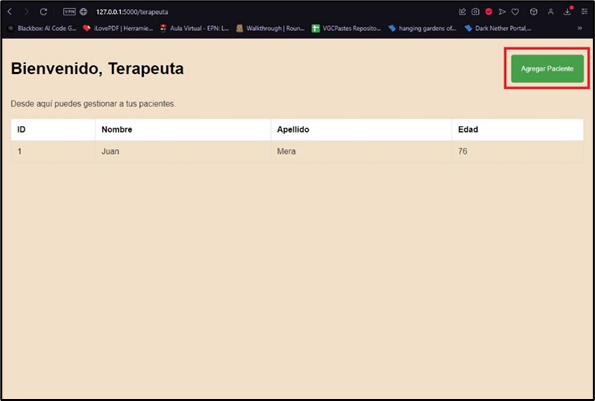 VPN 127.0.0.1:5000/terapeuta
Blackbox: AI Code G... iLovePDF | Herramie... Aula Virtual - EPN: L... Walkthrough | Roun... VGCPastes Reposito... hanging gardens of... Dark Nether Portal,... »
Bienvenido, Terapeuta
Agregar Paciente
Desde aquí puedes gestionar a tus pacientes.
ID Nombre Apellido Edad
1 Juan Mera 76